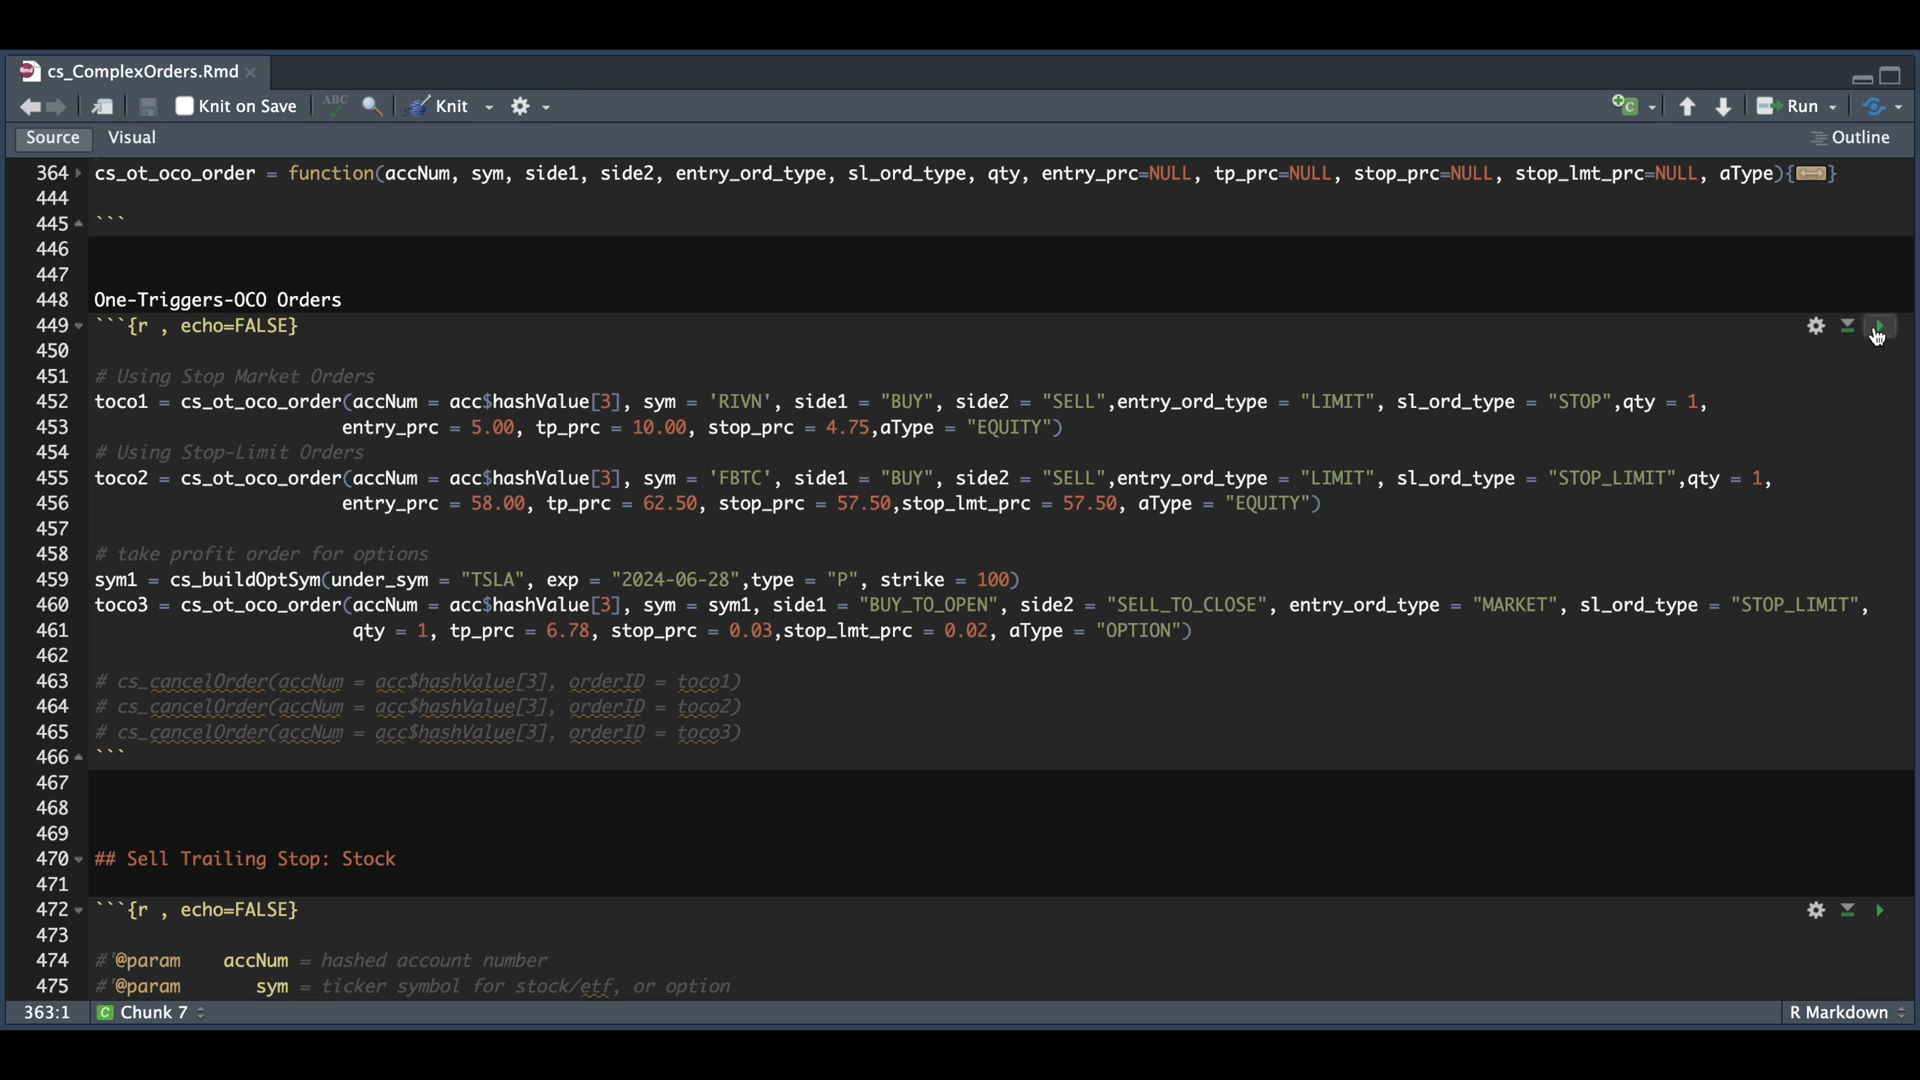 cs_ComplexOrders.Rmd
Knit on Save ABC Knit Run
Source Visual Outline
364 cs_ot_oco_order = function(accNum, sym, side1, side2, entry_ord_type, sl_ord_type, qty, entry_prc=NULL, tp_prc=NULL, stop_prc=NULL, stop_lmt_prc=NULL, aType){}
444
445 ```
446
447
448 One-Triggers-OCO Orders
449 ```{r , echo=FALSE}
450
451 # Using Stop Market Orders
452 toco1 = cs_ot_oco_order(accNum = acc$hashValue[3], sym = 'RIVN', side1 = "BUY", side2 = "SELL",entry_ord_type = "LIMIT", sl_ord_type = "STOP",qty = 1,
453 entry_prc = 5.00, tp_prc = 10.00, stop_prc = 4.75,aType = "EQUITY")
454 # Using Stop-Limit Orders
455 toco2 = cs_ot_oco_order(accNum = acc$hashValue[3], sym = 'FBTC', side1 = "BUY", side2 = "SELL",entry_ord_type = "LIMIT", sl_ord_type = "STOP_LIMIT",qty = 1,
456 entry_prc = 58.00, tp_prc = 62.50, stop_prc = 57.50,stop_lmt_prc = 57.50, aType = "EQUITY")
457
458 # take profit order for options
459 sym1 = cs_buildOptSym(under_sym = "TSLA", exp = "2024-06-28",type = "P", strike = 100)
460 toco3 = cs_ot_oco_order(accNum = acc$hashValue[3], sym = sym1, side1 = "BUY_TO_OPEN", side2 = "SELL_TO_CLOSE", entry_ord_type = "MARKET", sl_ord_type = "STOP_LIMIT",
461 qty = 1, tp_prc = 6.78, stop_prc = 0.03,stop_lmt_prc = 0.02, aType = "OPTION")
462
463 # cs_cancelOrder(accNum = acc$hashValue[3], orderID = toco1)
464 # cs_cancelOrder(accNum = acc$hashValue[3], orderID = toco2)
465 # cs_cancelOrder(accNum = acc$hashValue[3], orderID = toco3)
466 ```
467
468
469
470 ## Sell Trailing Stop: Stock
471
472 ```{r , echo=FALSE}
473
474 #'@param accNum = hashed account number
475 #'@param sym = ticker symbol for stock/etf, or option
363:1 C Chunk 7 R Markdown